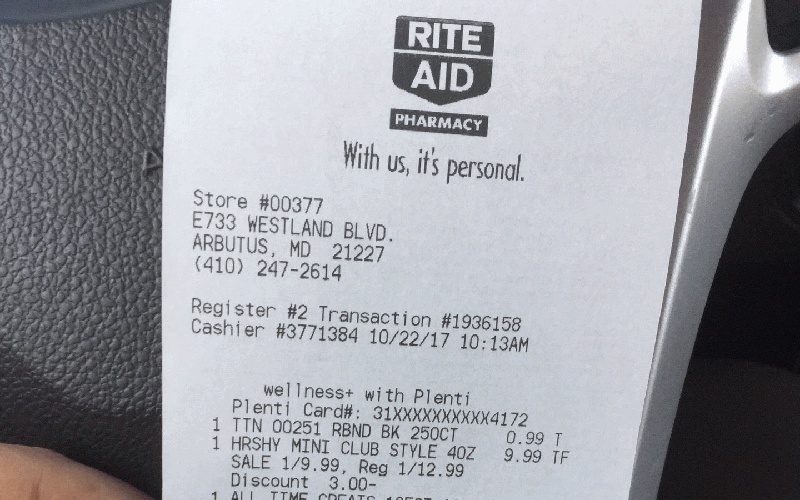 RITE
AID
PHARMACY
With us, it's personal.
Store #00377
E733 WESTLAND BLVD.
ARBUTUS, MD 21227
(410) 247-2614
Register #2 Transaction #1936158
Cashier #3771384 10/22/17 10:13AM
wellness+ with Plenti
Plenti Card#: 31XXXXXXXXXX4172
1 TTN 00251 RBND BK 250CT 0.99 T
1 HRSHY MINI CLUB STYLE 40Z 9.99 TF
SALE 1/9.99, Reg 1/12.99
Discount 3.00-
1 ALL TIME